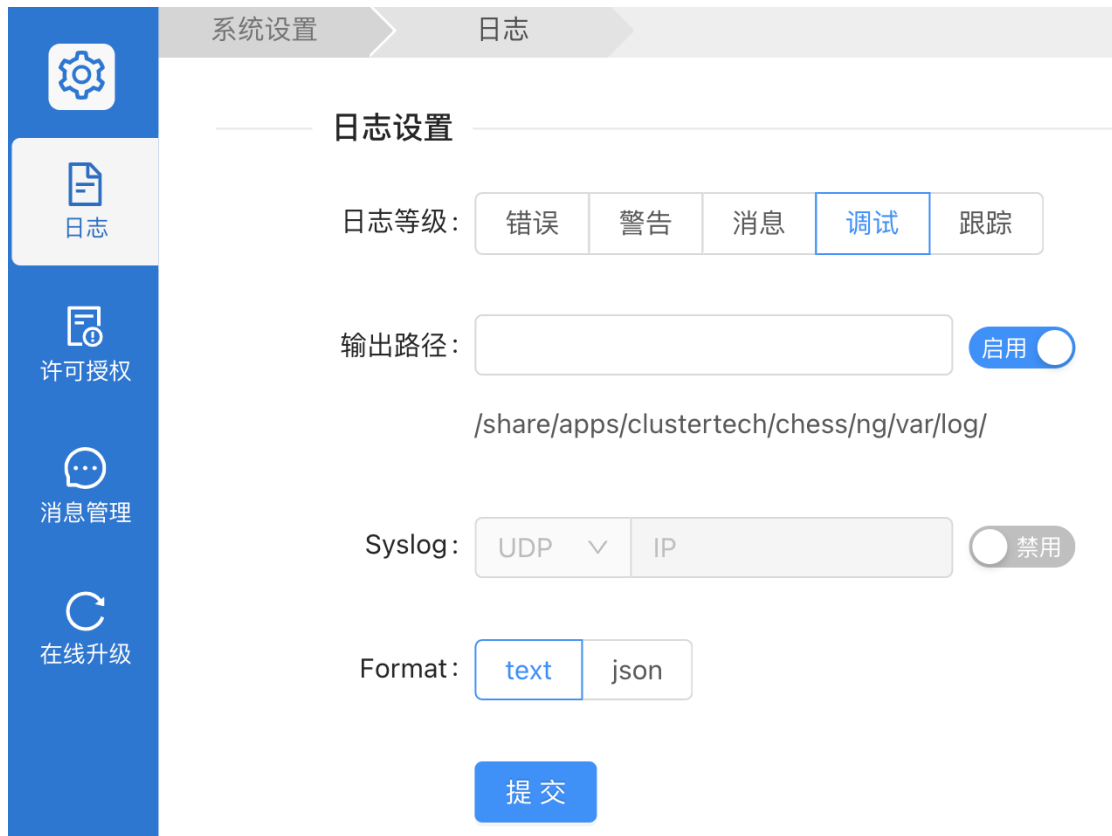 系统设置
日志
日志
许可授权
消息管理
在线升级
日志设置
日志等级: 错误 警告 消息 调试 跟踪
输出路径: 启用
/share/apps/clustertech/chess/ng/var/log/
Syslog: UDP IP 禁用
Format: text json
提 交